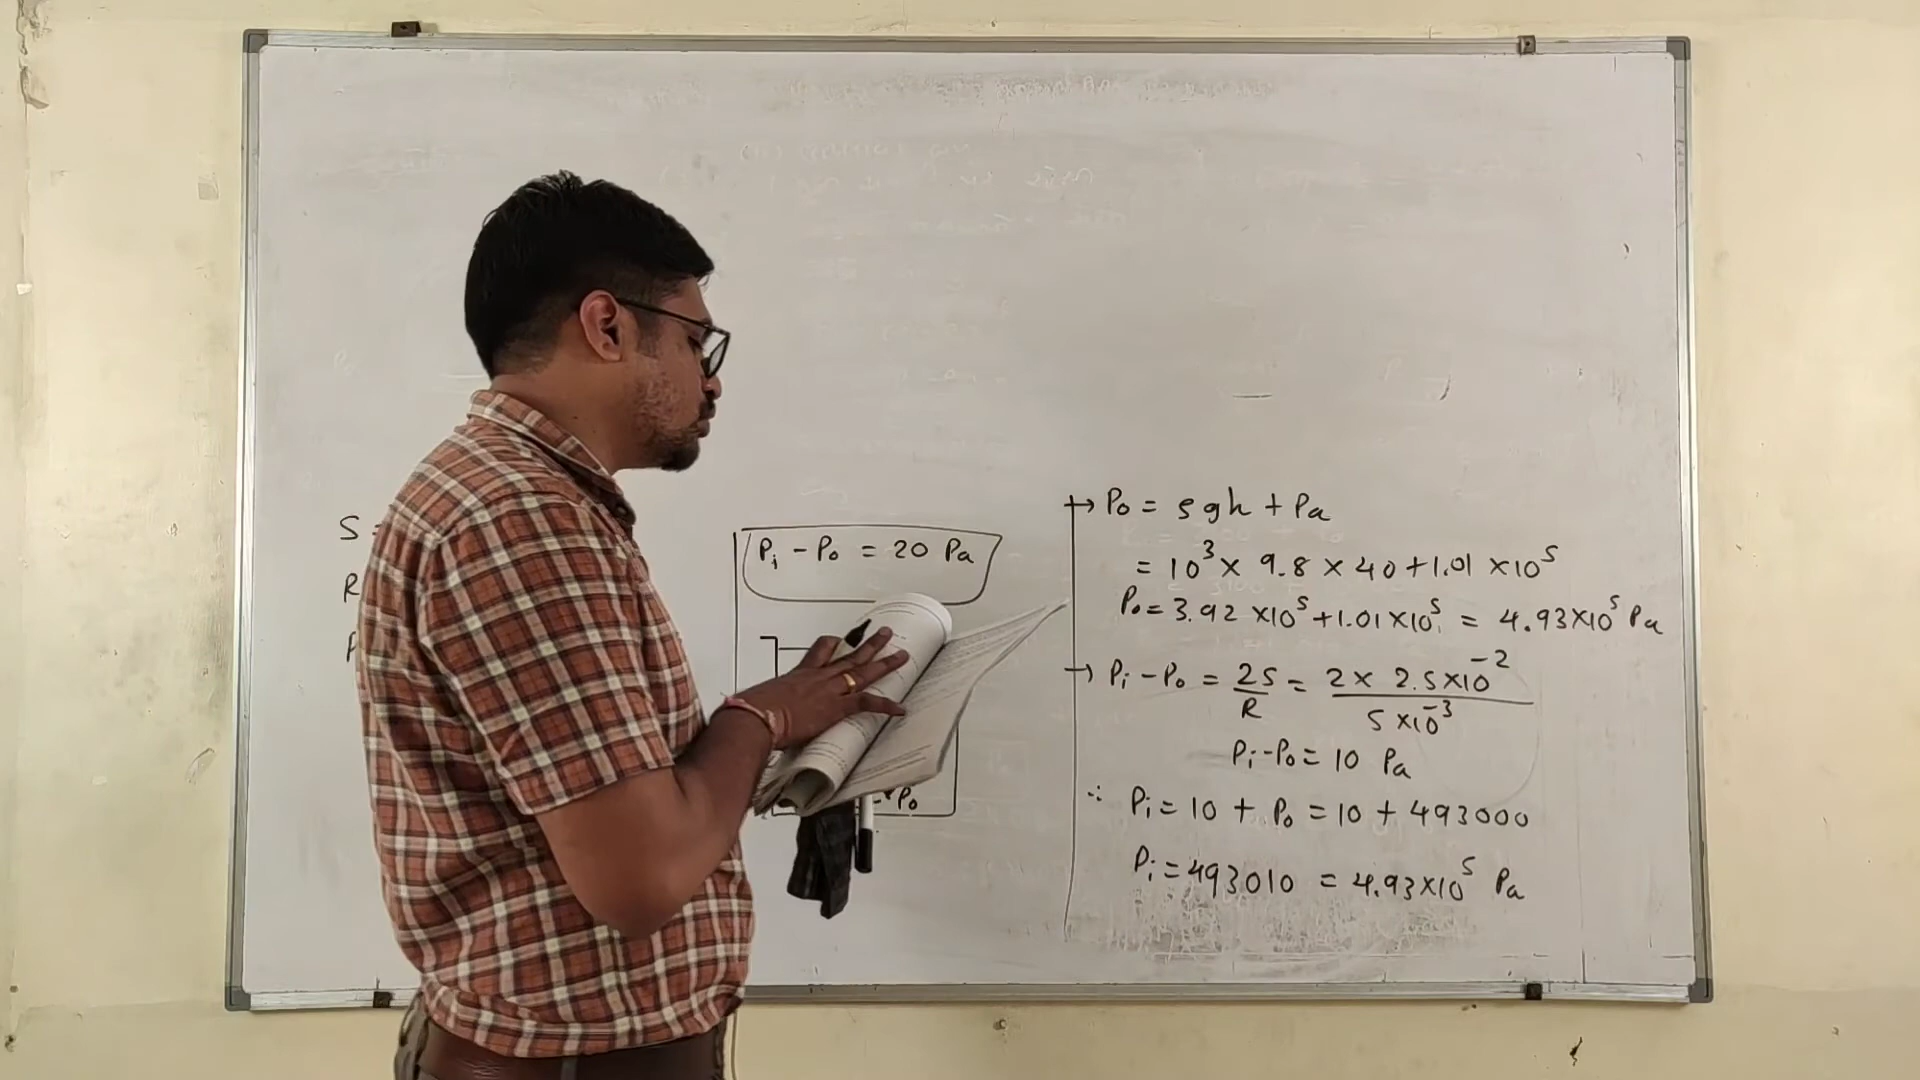 S =
R
P
Pi - Po = 20 Pa
Po
→ Po = ρgh + Pa
= 10³ × 9.8 × 40 + 1.01 × 10⁵
Po = 3.92 × 10⁵ + 1.01 × 10⁵ = 4.93 × 10⁵ Pa
→ Pi - Po = 2S/R = 2 × 2.5 × 10⁻² / 5 × 10⁻³
Pi - Po = 10 Pa
∴ Pi = 10 + Po = 10 + 493000
Pi = 493010 = 4.93 × 10⁵ Pa